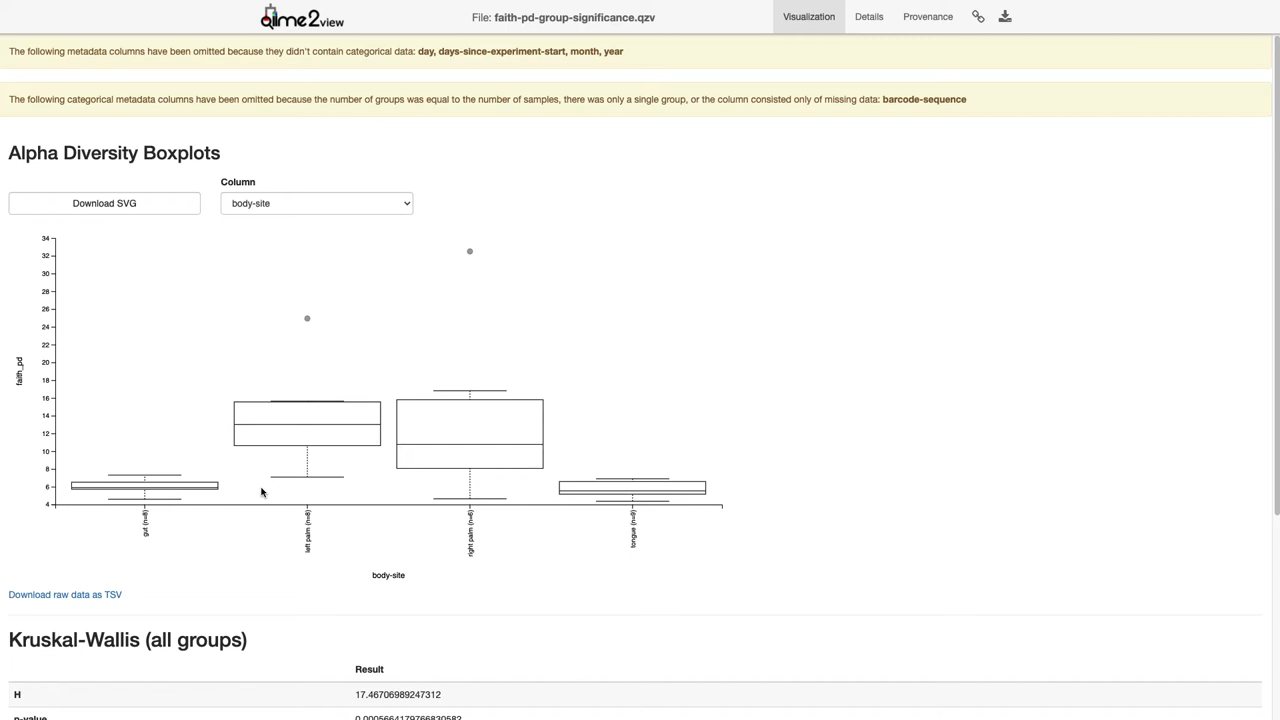 qiime2view
File: faith-pd-group-significance.qzv
Visualization
Details
Provenance
The following metadata columns have been omitted because they didn't contain categorical data: day, days-since-experiment-start, month, year
The following categorical metadata columns have been omitted because the number of groups was equal to the number of samples, there was only a single group, or the column consisted only of missing data: barcode-sequence
Alpha Diversity Boxplots
Column
Download SVG
body-site
34
32
30
28
26
24
22
20
18
16
14
12
10
8
6
4
faith_pd
gut (n=8)
left palm (n=8)
right palm (n=6)
tongue (n=9)
body-site
Download raw data as TSV
Kruskal-Wallis (all groups)
Result
H 17.46706989247312
p-value 0.0005664179766830582